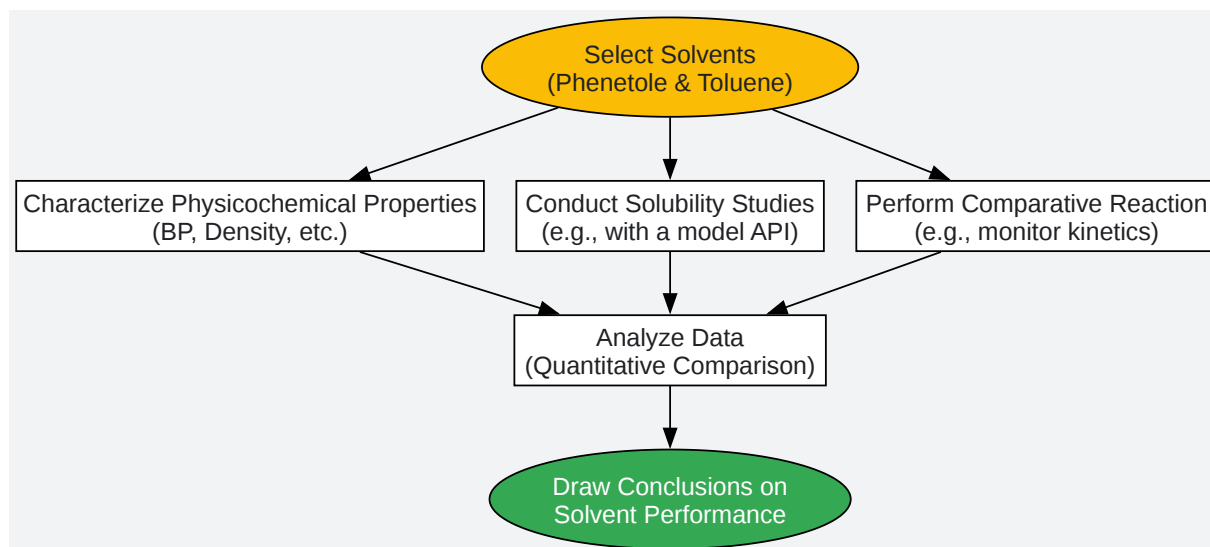 Select Solvents
(Phenetole & Toluene)
Characterize Physicochemical Properties
(BP, Density, etc.)
Conduct Solubility Studies
(e.g., with a model API)
Perform Comparative Reaction
(e.g., monitor kinetics)
Analyze Data
(Quantitative Comparison)
Draw Conclusions on
Solvent Performance